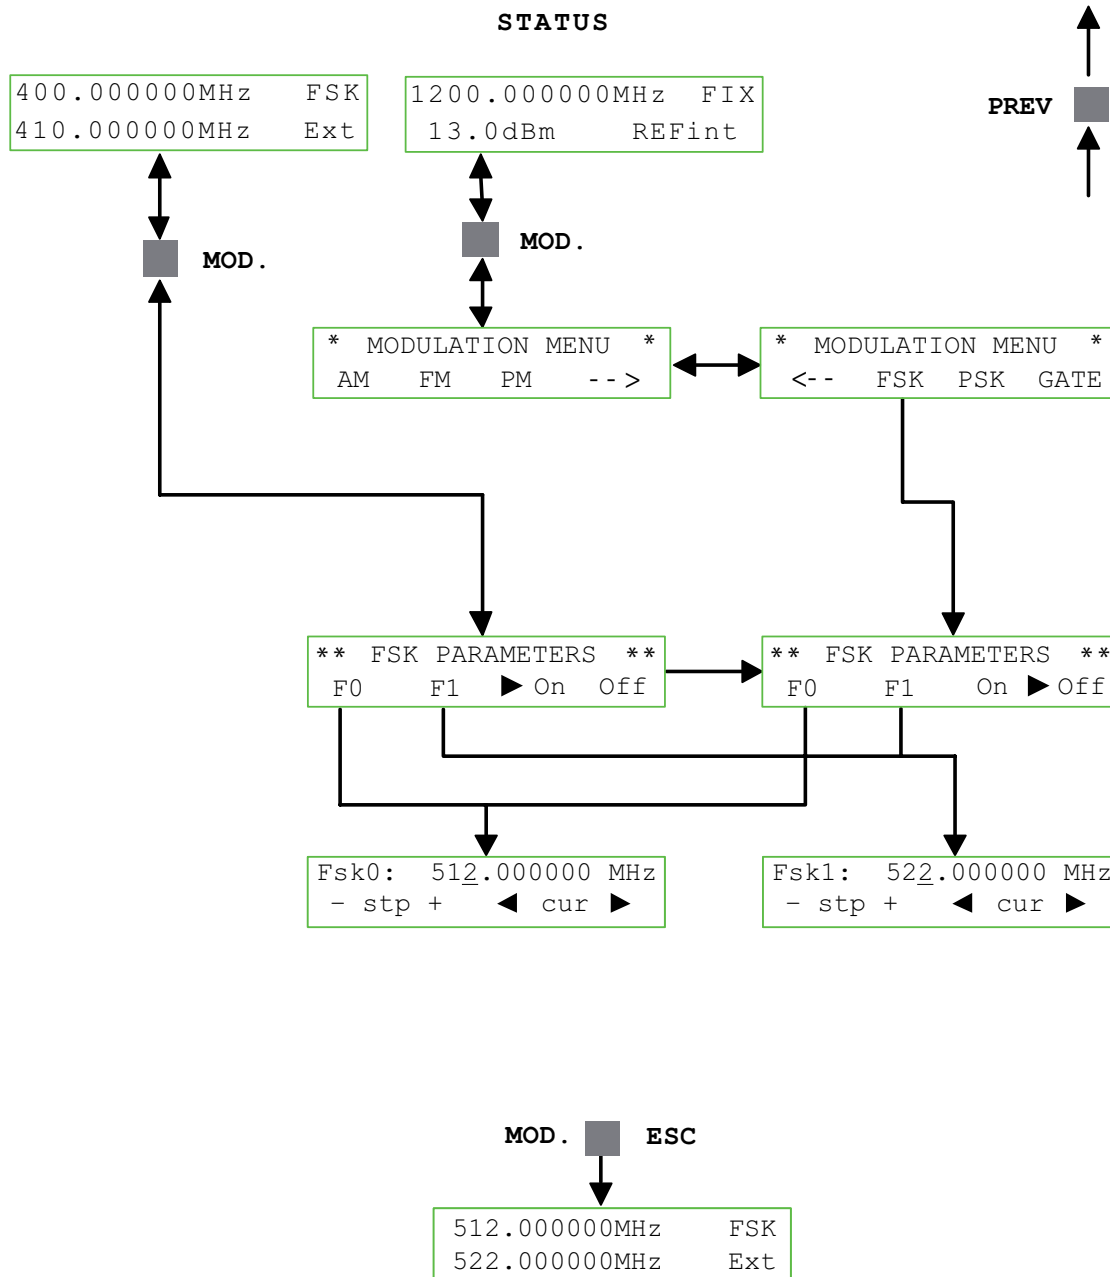 STATUS
400.000000MHz FSK
410.000000MHz Ext
1200.000000MHz FIX
13.0dBm REFint
PREV
MOD.
MOD.
* MODULATION MENU *
AM FM PM -->
* MODULATION MENU *
<-- FSK PSK GATE
** FSK PARAMETERS **
F0 F1 ▶ On Off
** FSK PARAMETERS **
F0 F1 On ▶ Off
Fsk0: 512.000000 MHz
- stp + ◀ cur ▶
Fsk1: 522.000000 MHz
- stp + ◀ cur ▶
MOD. ESC
512.000000MHz FSK
522.000000MHz Ext